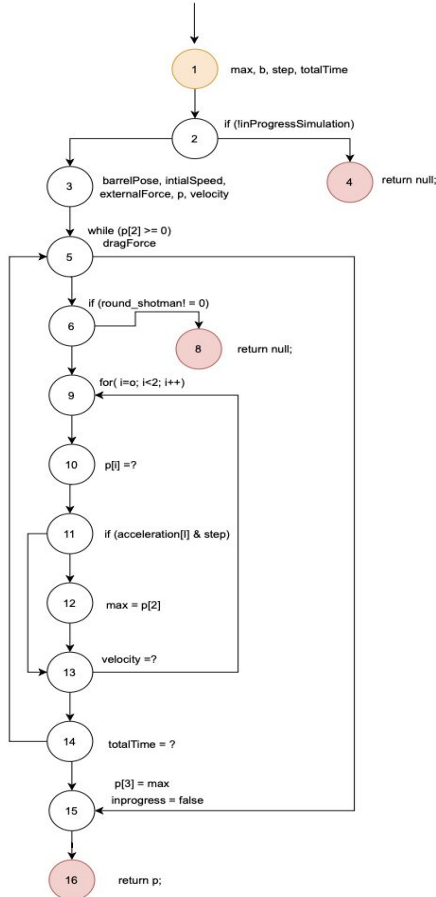 1 max, b, step, totalTime
if (!inProgressSimulation)
2
3 barrelPose, intialSpeed,
externalForce, p, velocity
4 return null;
while (p[2] >= 0)
dragForce
5
if (round_shotman! = 0)
6
8 return null;
for( i=o; i<2; i++)
9
10 p[i] =?
11 if (acceleration[I] & step)
12 max = p[2]
velocity =?
13
14 totalTime = ?
p[3] = max
inprogress = false
15
16 return p;